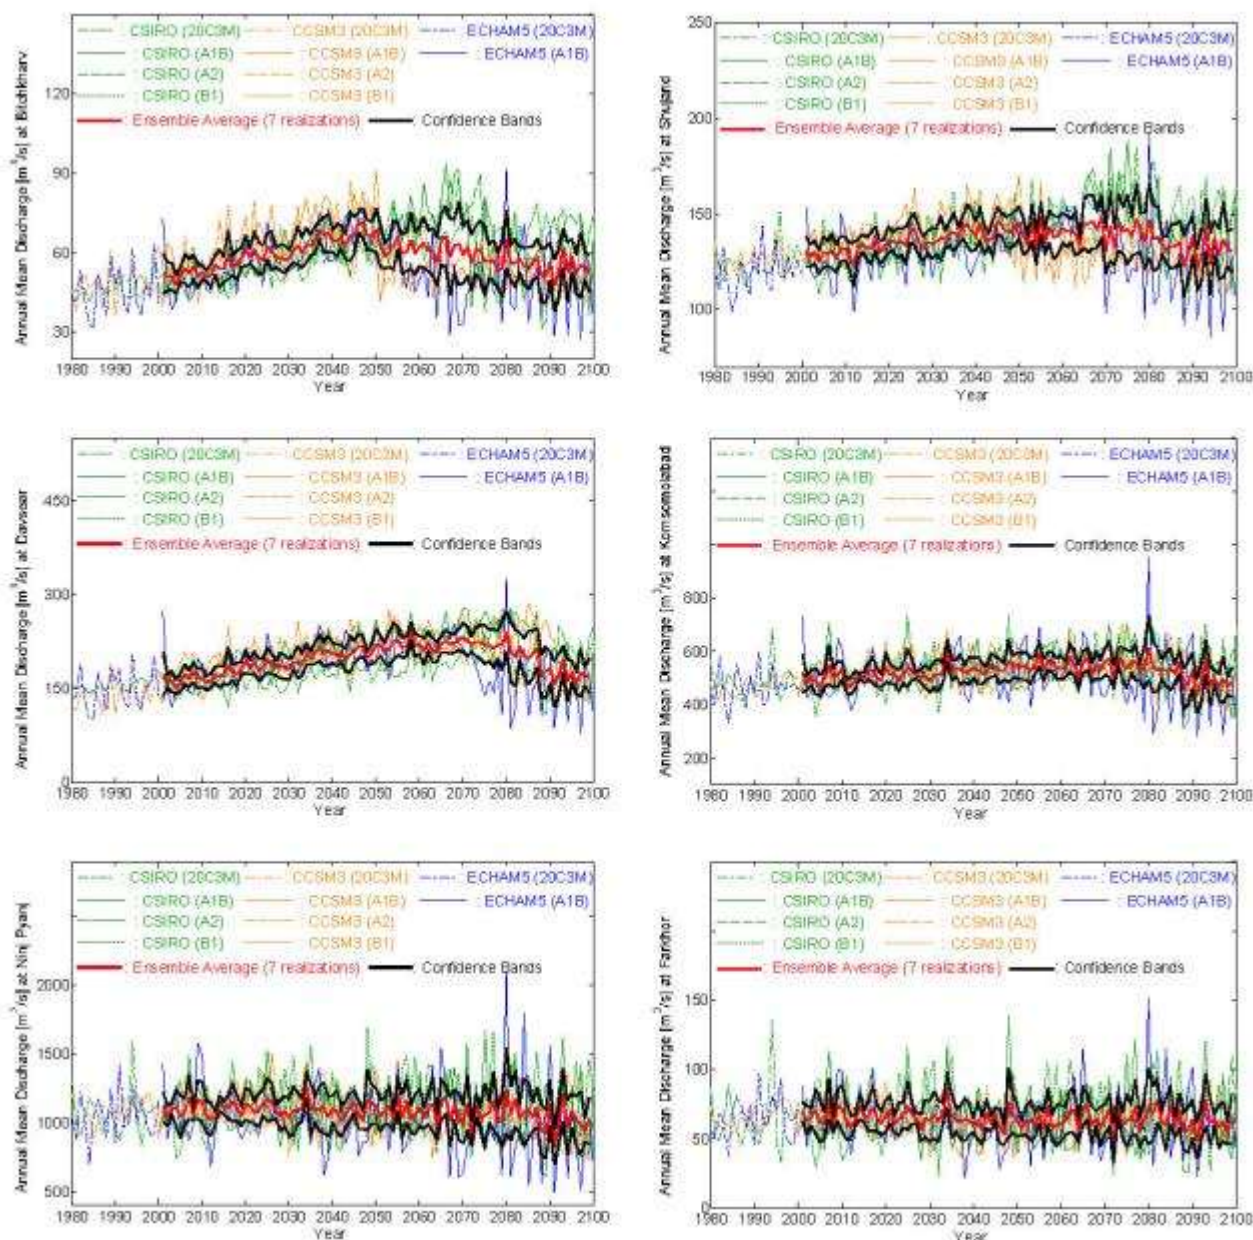 Annual Mean Discharge [m³/s] at Bitchkharv
: CSIRO (20C3M) : CCSM3 (20C3M) : ECHAM5 (20C3M)
: CSIRO (A1B) : CCSM3 (A1B) : ECHAM5 (A1B)
: CSIRO (A2) : CCSM3 (A2)
: CSIRO (B1) : CCSM3 (B1)
: Ensemble Average (7 realizations) : Confidence Bands
120
90
60
30
1980 1990 2000 2010 2020 2030 2040 2050 2060 2070 2080 2090 2100
Year
Annual Mean Discharge [m³/s] at Shujand
: CSIRO (20C3M) : CCSM3 (20C3M) : ECHAM5 (20C3M)
: CSIRO (A1B) : CCSM3 (A1B) : ECHAM5 (A1B)
: CSIRO (A2) : CCSM3 (A2)
: CSIRO (B1) : CCSM3 (B1)
: Ensemble Average (7 realizations) : Confidence Bands
250
200
150
100
1980 1990 2000 2010 2020 2030 2040 2050 2060 2070 2080 2090 2100
Year
Annual Mean Discharge [m³/s] at
: CSIRO (20C3M) : CCSM3 (20C3M) : ECHAM5 (20C3M)
: CSIRO (A1B) : CCSM3 (A1B) : ECHAM5 (A1B)
: CSIRO (A2) : CCSM3 (A2)
: CSIRO (B1) : CCSM3 (B1)
: Ensemble Average (7 realizations) : Confidence Bands
450
300
150
0
1980 1990 2000 2010 2020 2030 2040 2050 2060 2070 2080 2090 2100
Year
Annual Mean Discharge [m³/s] at Komsomolabad
: CSIRO (20C3M) : CCSM3 (20C3M) : ECHAM5 (20C3M)
: CSIRO (A1B) : CCSM3 (A1B) : ECHAM5 (A1B)
: CSIRO (A2) : CCSM3 (A2)
: CSIRO (B1) : CCSM3 (B1)
: Ensemble Average (7 realizations) : Confidence Bands
800
600
400
200
1980 1990 2000 2010 2020 2030 2040 2050 2060 2070 2080 2090 2100
Year
Annual Mean Discharge [m³/s] at Ninj Pyanj
: CSIRO (20C3M) : CCSM3 (20C3M) : ECHAM5 (20C3M)
: CSIRO (A1B) : CCSM3 (A1B) : ECHAM5 (A1B)
: CSIRO (A2) : CCSM3 (A2)
: CSIRO (B1) : CCSM3 (B1)
: Ensemble Average (7 realizations) : Confidence Bands
2000
1500
1000
500
1980 1990 2000 2010 2020 2030 2040 2050 2060 2070 2080 2090 2100
Year
Annual Mean Discharge [m³/s] at Farkhor
: CSIRO (20C3M) : CCSM3 (20C3M) : ECHAM5 (20C3M)
: CSIRO (A1B) : CCSM3 (A1B) : ECHAM5 (A1B)
: CSIRO (A2) : CCSM3 (A2)
: CSIRO (B1) : CCSM3 (B1)
: Ensemble Average (7 realizations) : Confidence Bands
150
100
50
0
1980 1990 2000 2010 2020 2030 2040 2050 2060 2070 2080 2090 2100
Year